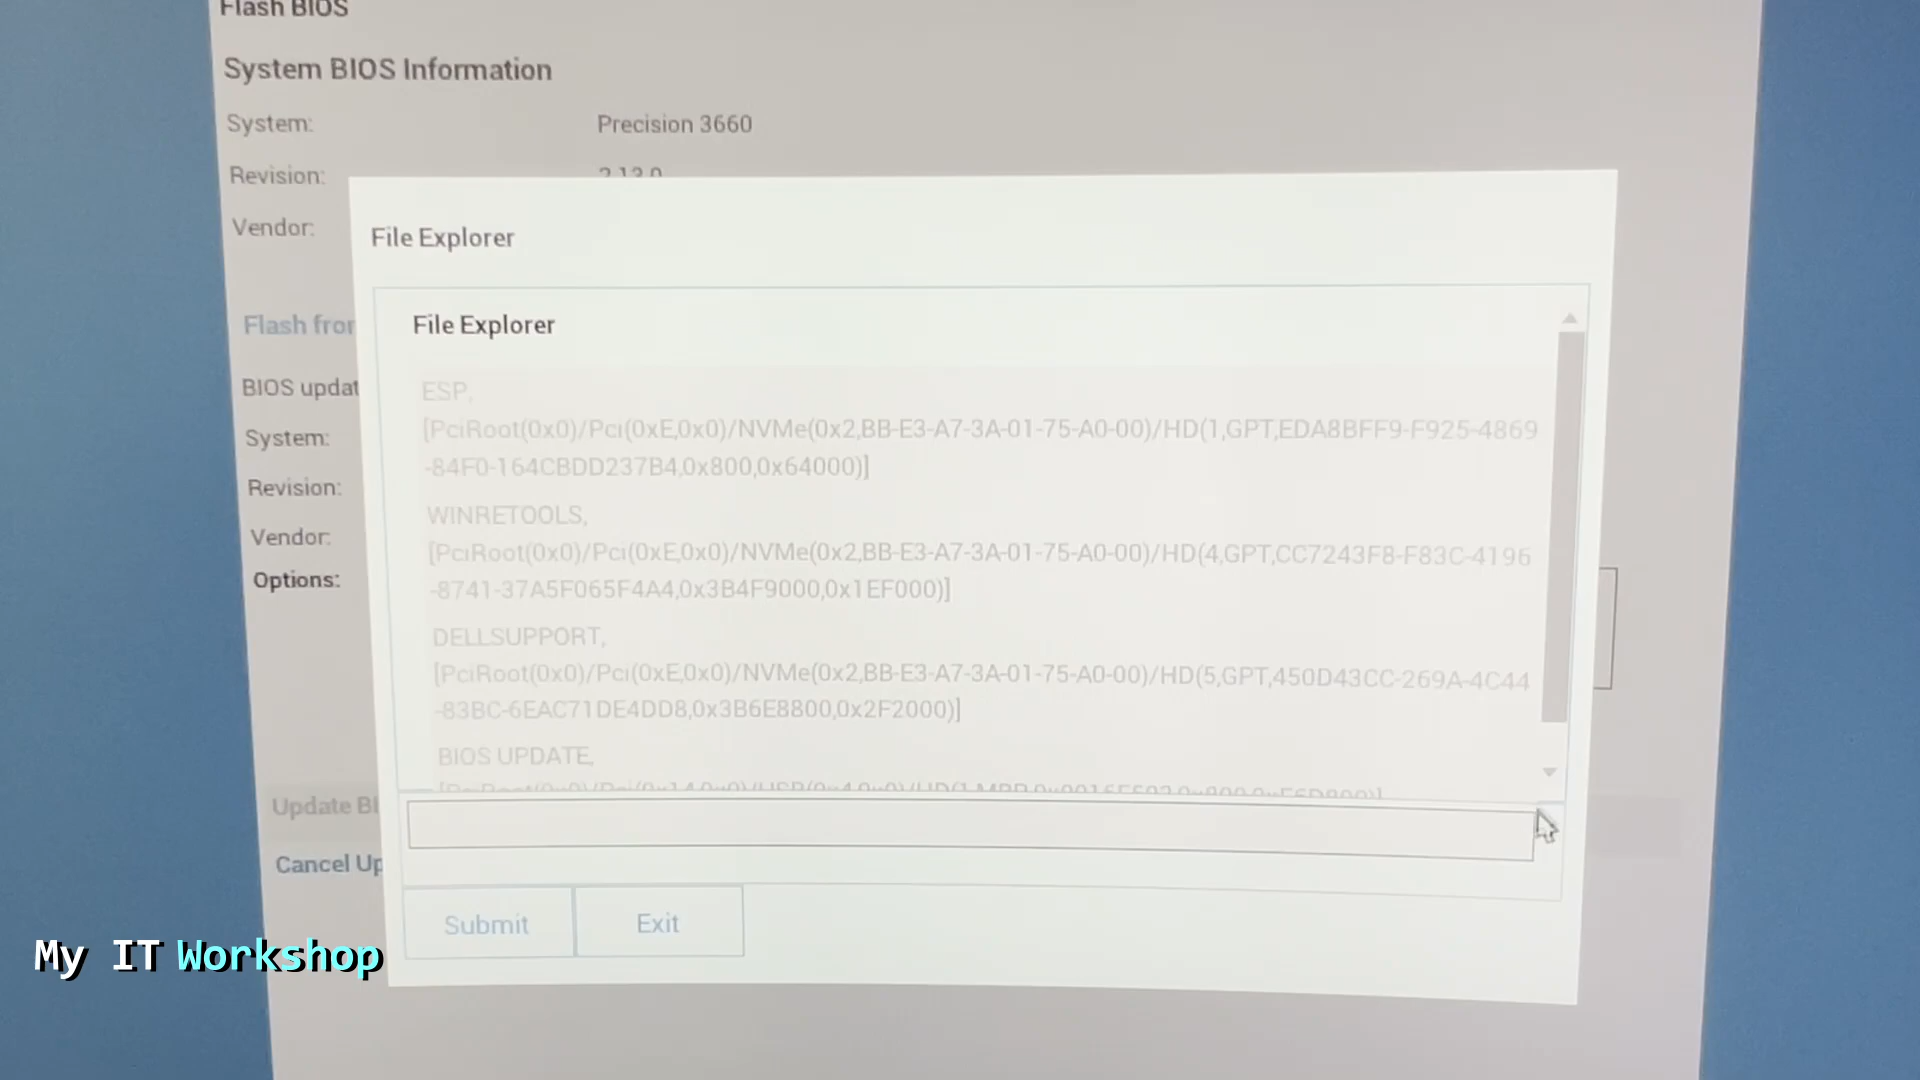 Flash BIOS
System BIOS Information
System: Precision 3660
Revision:
Vendor:
File Explorer
File Explorer
Flash
BIOS
System:
Revision:
Vendor:
Options:
ESP,
[PciRoot(0x0)/Pci(0xE,0x0)/NVMe(0x2,BB-E3-A7-3A-01-75-A0-00)/HD(1,GPT,EDA8BFF9-F925-4869
-84F0-164CBDD237B4,0x800,0x64000)]
WINRETOOLS,
[PciRoot(0x0)/Pci(0xE,0x0)/NVMe(0x2,BB-E3-A7-3A-01-75-A0-00)/HD(4,GPT,CC7243F8-F83C-4196
-8741-37A5F065F4A4,0x3B4F9000,0x1EF000)]
DELLSUPPORT,
[PciRoot(0x0)/Pci(0xE,0x0)/NVMe(0x2,BB-E3-A7-3A-01-75-A0-00)/HD(5,GPT,450D43CC-269A-4C44
-83BC-6EAC71DE4DD8,0x3B6E8800,0x2F2000)]
BIOS UPDATE,
Update
Cancel
Submit Exit
My IT Workshop